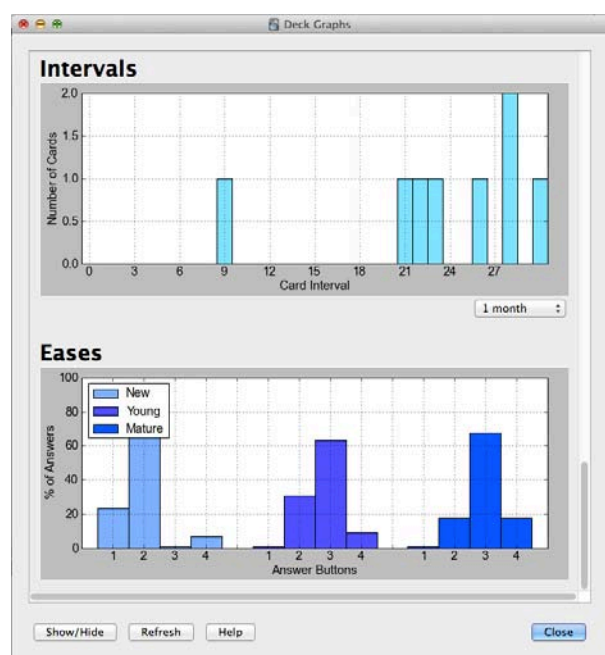 Deck Graphs
Intervals
2.0
1.5
1.0
0.5
0.0
Number of Cards
0 3 6 9 12 15 18 21 24 27
Card Interval
1 month
Eases
100
80
60
40
20
0
% of Answers
New
Young
Mature
1 2 3 4 1 2 3 4 1 2 3 4
Answer Buttons
Show/Hide Refresh Help Close